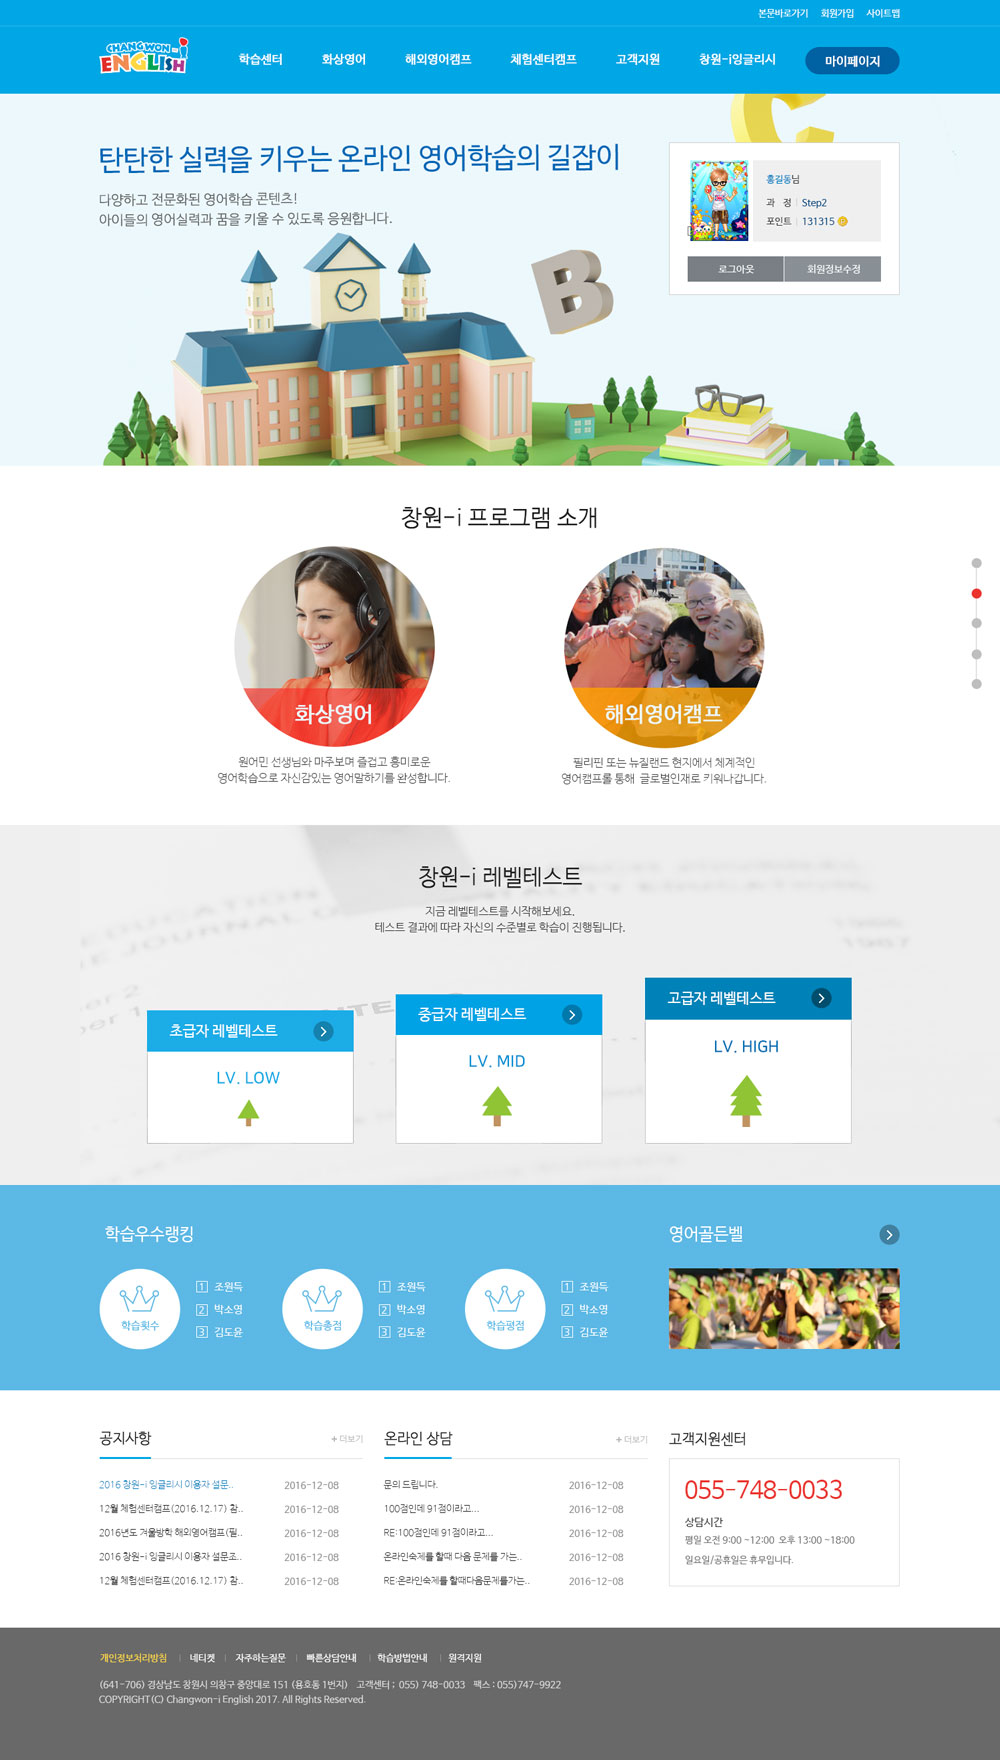 본문바로가기 회원가입 사이트맵
CHANGWON-i
ENGLISH
학습센터 화상영어 해외영어캠프 체험센터캠프 고객지원 창원-i잉글리시 마이페이지
탄탄한 실력을 키우는 온라인 영어학습의 길잡이
다양하고 전문화된 영어학습 콘텐츠!
아이들의 영어실력과 꿈을 키울 수 있도록 응원합니다.
홍길동님
과 정 Step2
포인트 131315
로그아웃 회원정보수정
C
B
창원-i 프로그램 소개
화상영어
원어민 선생님와 마주보며 즐겁고 흥미로운
영어학습으로 자신감있는 영어말하기를 완성합니다.
해외영어캠프
필리핀 또는 뉴질랜드 현지에서 체계적인
영어캠프를 통해 글로벌인재로 키워나갑니다.
창원-i 레벨테스트
지금 레벨테스트를 시작해보세요.
테스트 결과에 따라 자신의 수준별로 학습이 진행됩니다.
초급자 레벨테스트
LV. LOW
중급자 레벨테스트
LV. MID
고급자 레벨테스트
LV. HIGH
학습우수랭킹
학습횟수
1 조원득
2 박소영
3 김도윤
학습총점
1 조원득
2 박소영
3 김도윤
학습평점
1 조원득
2 박소영
3 김도윤
영어골든벨
공지사항 + 더보기
2016 창원-i 잉글리시 이용자 설문.. 2016-12-08
12월 체험센터캠프(2016.12.17) 참.. 2016-12-08
2016년도 겨울방학 해외영어캠프(필.. 2016-12-08
2016 창원-i 잉글리시 이용자 설문조.. 2016-12-08
12월 체험센터캠프(2016.12.17) 참.. 2016-12-08
온라인 상담 + 더보기
문의 드립니다. 2016-12-08
100점인데 91점이라고... 2016-12-08
RE:100점인데 91점이라고... 2016-12-08
온라인숙제를 할때 다음 문제를 가는.. 2016-12-08
RE:온라인숙제를 할때다음문제를가는.. 2016-12-08
고객지원센터
055-748-0033
상담시간
평일 오전 9:00 ~12:00 오후 13:00 ~18:00
일요일/공휴일은 휴무입니다.
개인정보처리방침 네티켓 자주하는질문 빠른상담안내 학습방법안내 원격지원
(641-706) 경상남도 창원시 의창구 중앙대로 151 (용호동 1번지) 고객센터 ; 055) 748-0033 팩스 : 055)747-9922
COPYRIGHT (C) Changwon-i English 2017. All Rights Reserved.